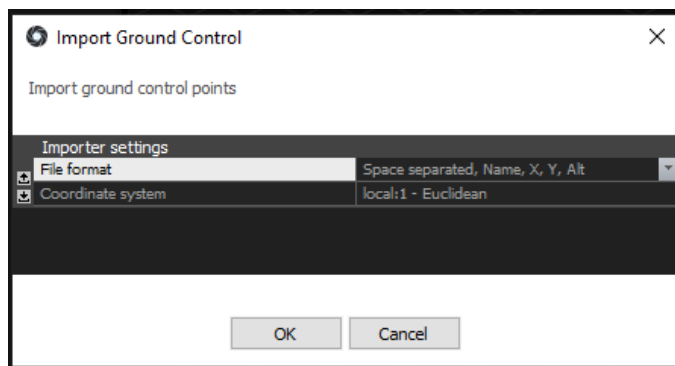 Import Ground Control
Import ground control points
Importer settings
File format Space separated, Name, X, Y, Alt
Coordinate system local:1 - Euclidean
OK Cancel